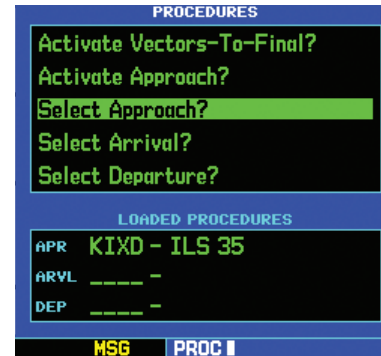 PROCEDURES
Activate Vectors-To-Final?
Activate Approach?
Select Approach?
Select Arrival?
Select Departure?
LOADED PROCEDURES
APR KIXD - ILS 35
ARVL ____ -
DEP ____ -
MSG PROC